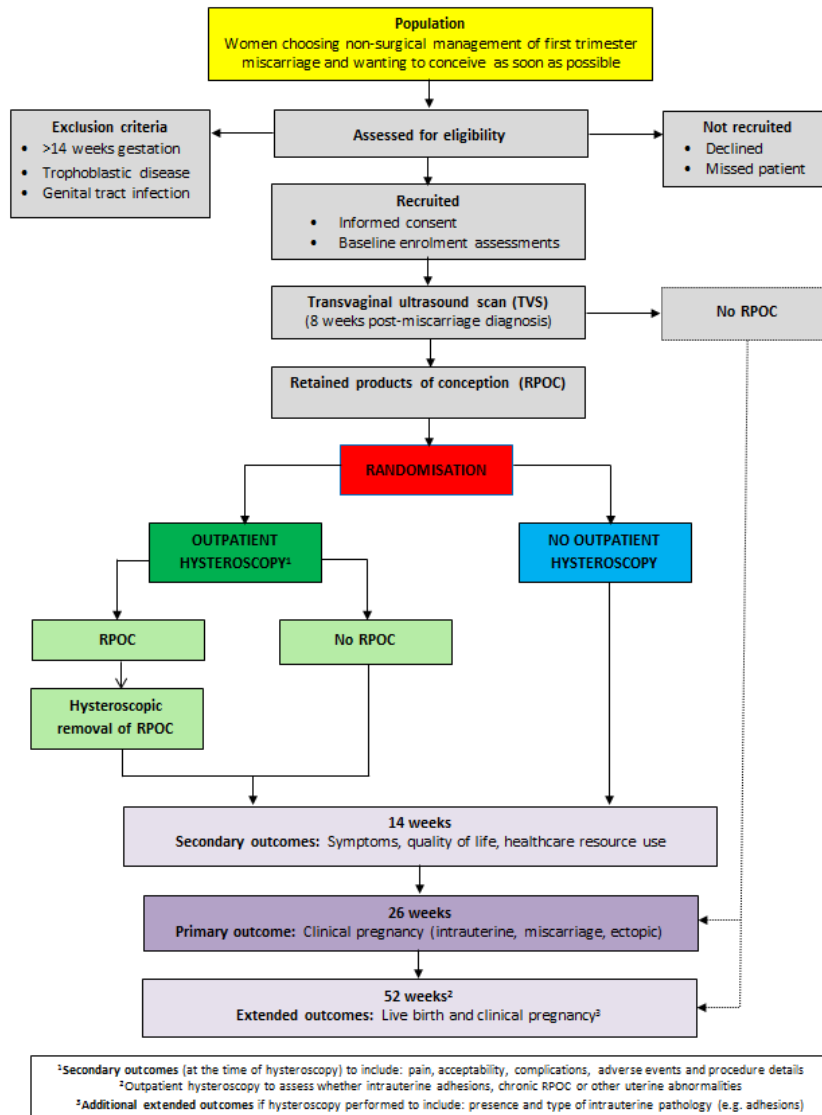 Population
Women choosing non-surgical management of first trimester
miscarriage and wanting to conceive as soon as possible
Exclusion criteria
• >14 weeks gestation
• Trophoblastic disease
• Genital tract infection
Assessed for eligibility
Not recruited
• Declined
• Missed patient
Recruited
• Informed consent
• Baseline enrolment assessments
Transvaginal ultrasound scan (TVS)
(8 weeks post-miscarriage diagnosis)
No RPOC
Retained products of conception (RPOC)
RANDOMISATION
OUTPATIENT
HYSTEROSCOPY¹
NO OUTPATIENT
HYSTEROSCOPY
RPOC
No RPOC
Hysteroscopic
removal of RPOC
14 weeks
Secondary outcomes: Symptoms, quality of life, healthcare resource use
26 weeks
Primary outcome: Clinical pregnancy (intrauterine, miscarriage, ectopic)
52 weeks²
Extended outcomes: Live birth and clinical pregnancy³
¹Secondary outcomes (at the time of hysteroscopy) to include: pain, acceptability, complications, adverse events and procedure details
²Outpatient hysteroscopy to assess whether intrauterine adhesions, chronic RPOC or other uterine abnormalities
³Additional extended outcomes if hysteroscopy performed to include: presence and type of intrauterine pathology (e.g. adhesions)